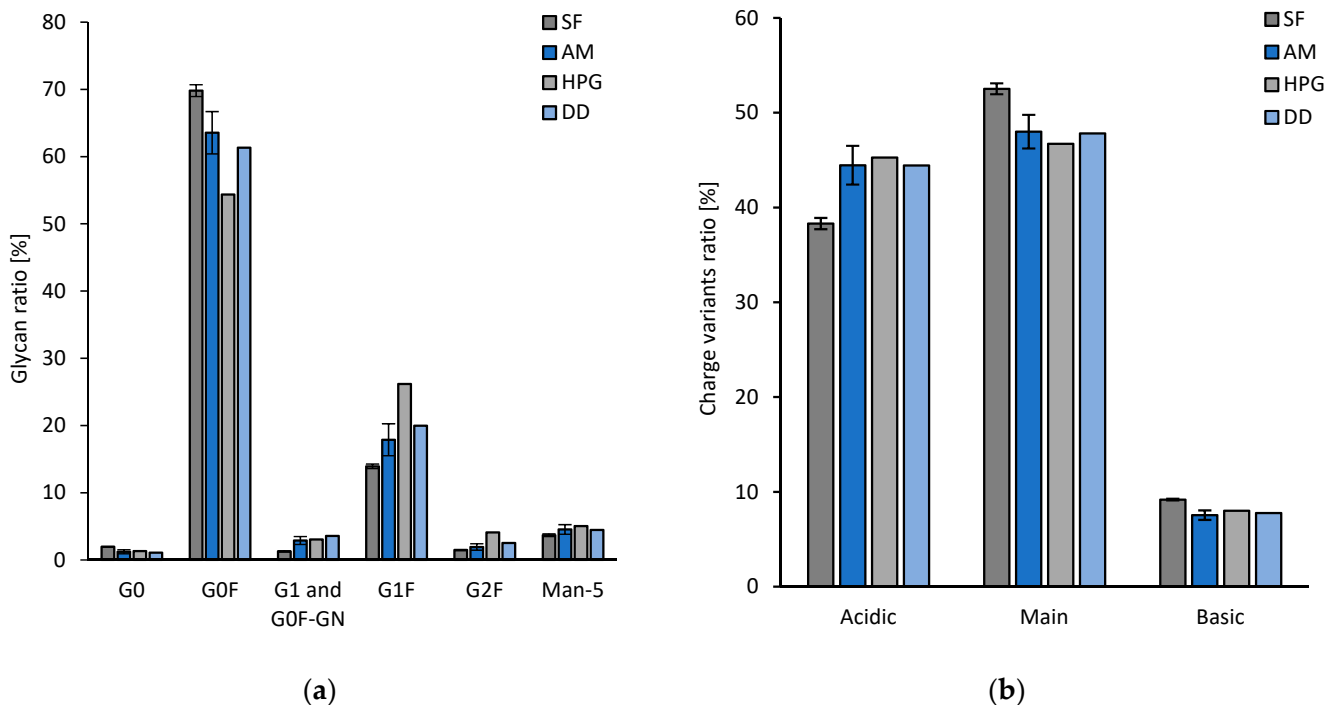 Glycan ratio [%]
80
70
60
50
40
30
20
10
0
G0
G0F
G1 and
G0F-GN
G1F
G2F
Man-5
SF
AM
HPG
DD
(a)
Charge variants ratio [%]
60
50
40
30
20
10
0
Acidic
Main
Basic
SF
AM
HPG
DD
(b)